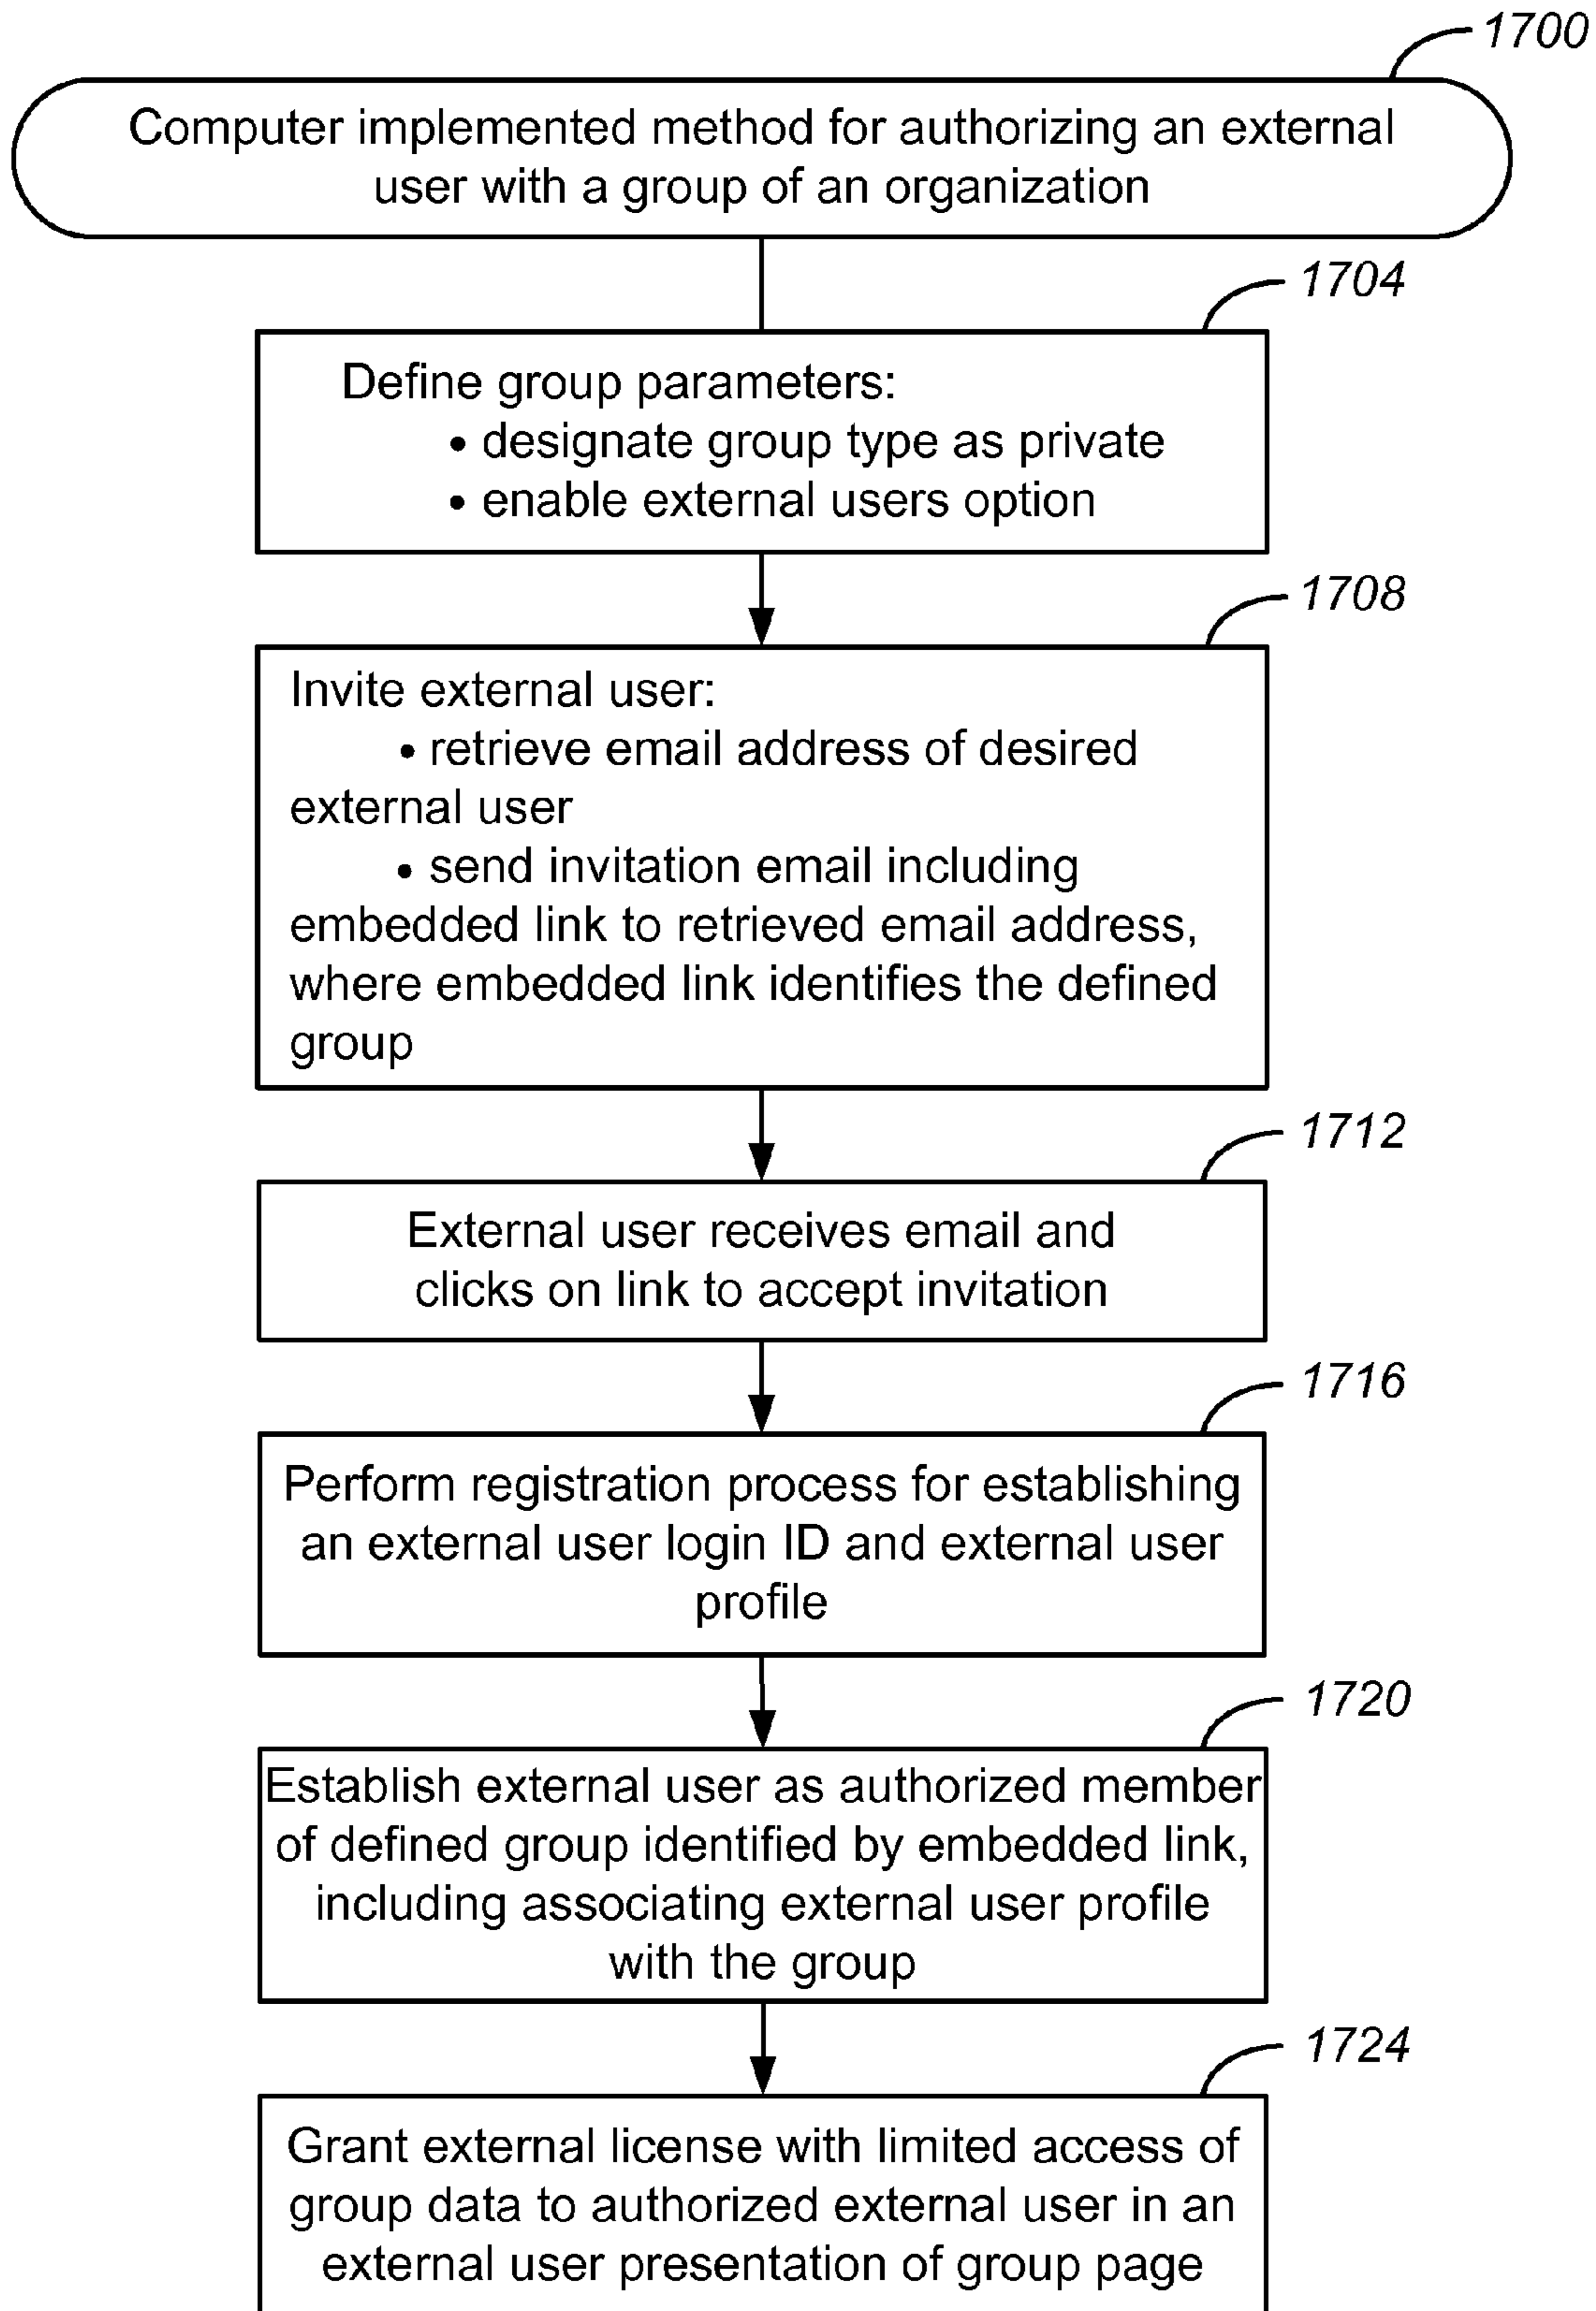 1700
Computer implemented method for authorizing an external
user with a group of an organization
1704
Define group parameters:
• designate group type as private
• enable external users option
1708
Invite external user:
• retrieve email address of desired
external user
• send invitation email including
embedded link to retrieved email address,
where embedded link identifies the defined
group
1712
External user receives email and
clicks on link to accept invitation
1716
Perform registration process for establishing
an external user login ID and external user
profile
1720
Establish external user as authorized member
of defined group identified by embedded link,
including associating external user profile
with the group
1724
Grant external license with limited access of
group data to authorized external user in an
external user presentation of group page